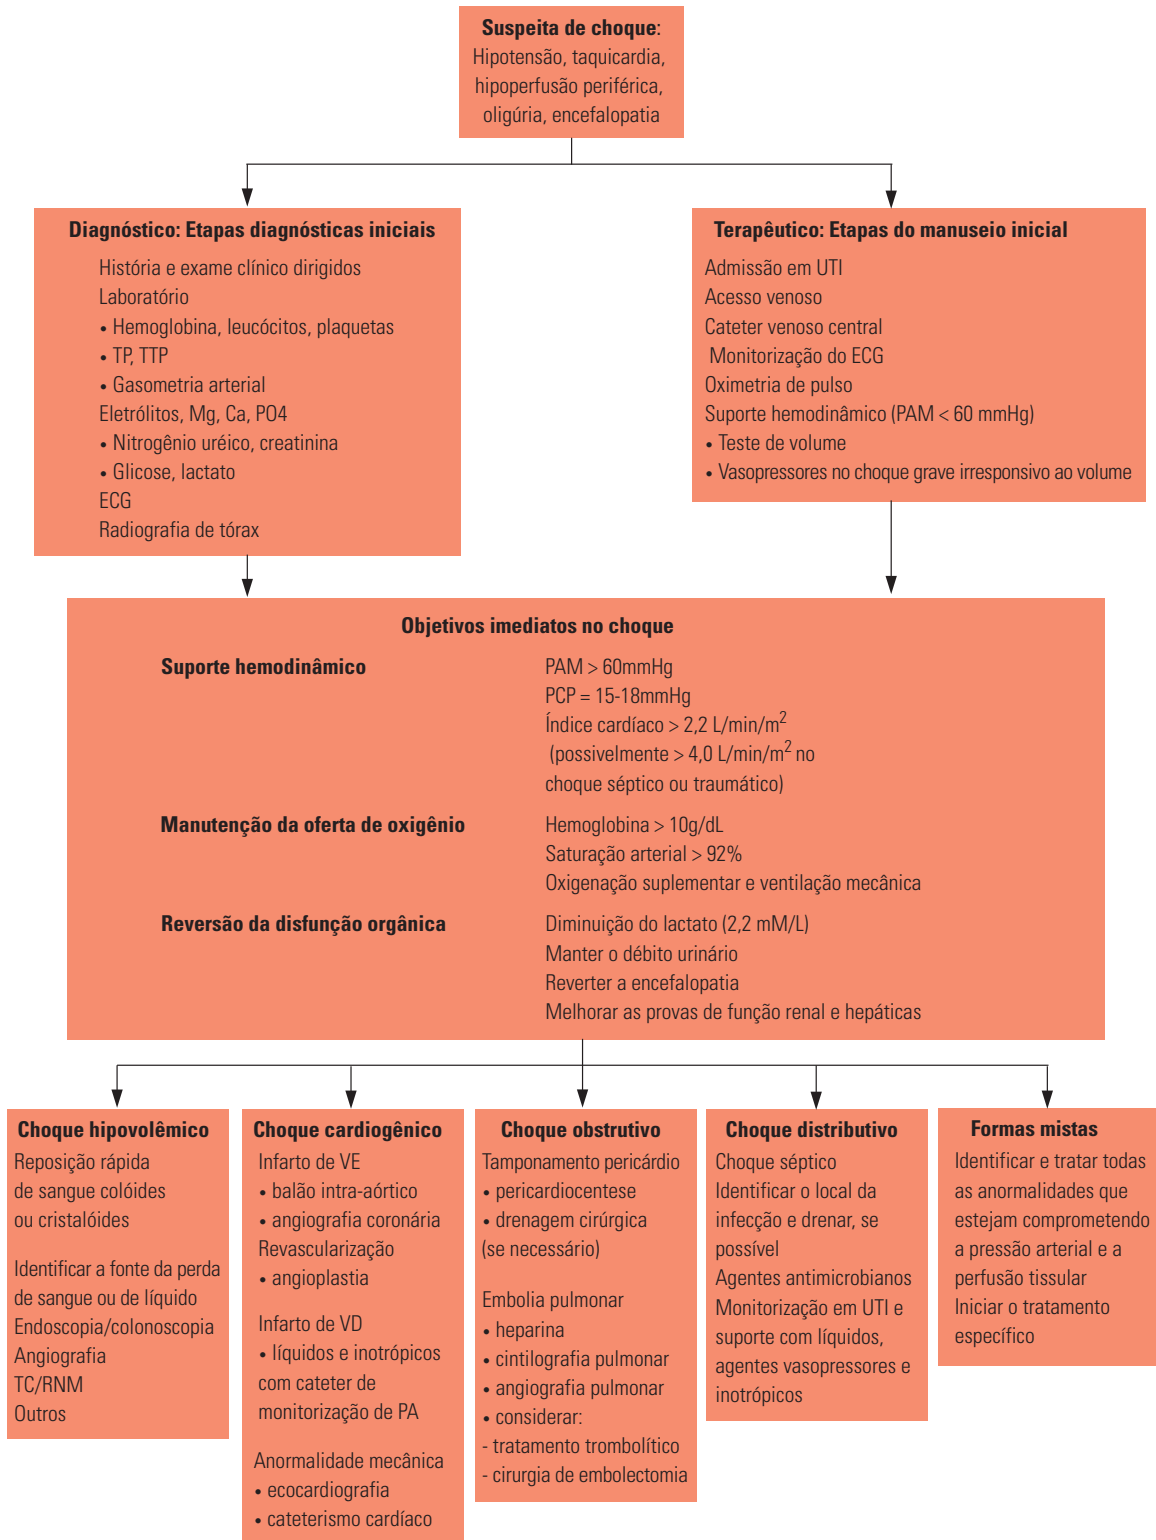 Suspeita de choque:
Hipotensão, taquicardia,
hipoperfusão periférica,
oligúria, encefalopatia
Diagnóstico: Etapas diagnósticas iniciais
História e exame clínico dirigidos
Laboratório
• Hemoglobina, leucócitos, plaquetas
• TP, TTP
• Gasometria arterial
Eletrólitos, Mg, Ca, PO4
• Nitrogênio uréico, creatinina
• Glicose, lactato
ECG
Radiografia de tórax
Terapêutico: Etapas do manuseio inicial
Admissão em UTI
Acesso venoso
Cateter venoso central
Monitorização do ECG
Oximetria de pulso
Suporte hemodinâmico (PAM < 60 mmHg)
• Teste de volume
• Vasopressores no choque grave irresponsivo ao volume
Objetivos imediatos no choque
Suporte hemodinâmico
PAM > 60mmHg
PCP = 15-18mmHg
Índice cardíaco > 2,2 L/min/m2
(possivelmente > 4,0 L/min/m2 no
choque séptico ou traumático)
Manutenção da oferta de oxigênio
Hemoglobina > 10g/dL
Saturação arterial > 92%
Oxigenação suplementar e ventilação mecânica
Reversão da disfunção orgânica
Diminuição do lactato (2,2 mM/L)
Manter o débito urinário
Reverter a encefalopatia
Melhorar as provas de função renal e hepáticas
Choque hipovolêmico
Reposição rápida
de sangue colóides
ou cristalóides
Identificar a fonte da perda
de sangue ou de líquido
Endoscopia/colonoscopia
Angiografia
TC/RNM
Outros
Choque cardiogênico
Infarto de VE
• balão intra-aórtico
• angiografia coronária
Revascularização
• angioplastia
Infarto de VD
• líquidos e inotrópicos
com cateter de
monitorização de PA
Anormalidade mecânica
• ecocardiografia
• cateterismo cardíaco
Choque obstrutivo
Tamponamento pericárdio
• pericardiocentese
• drenagem cirúrgica
(se necessário)
Embolia pulmonar
• heparina
• cintilografia pulmonar
• angiografia pulmonar
• considerar:
- tratamento trombolítico
- cirurgia de embolectomia
Choque distributivo
Choque séptico
Identificar o local da
infecção e drenar, se
possível
Agentes antimicrobianos
Monitorização em UTI e
suporte com líquidos,
agentes vasopressores e
inotrópicos
Formas mistas
Identificar e tratar todas
as anormalidades que
estejam comprometendo
a pressão arterial e a
perfusão tissular
Iniciar o tratamento
específico